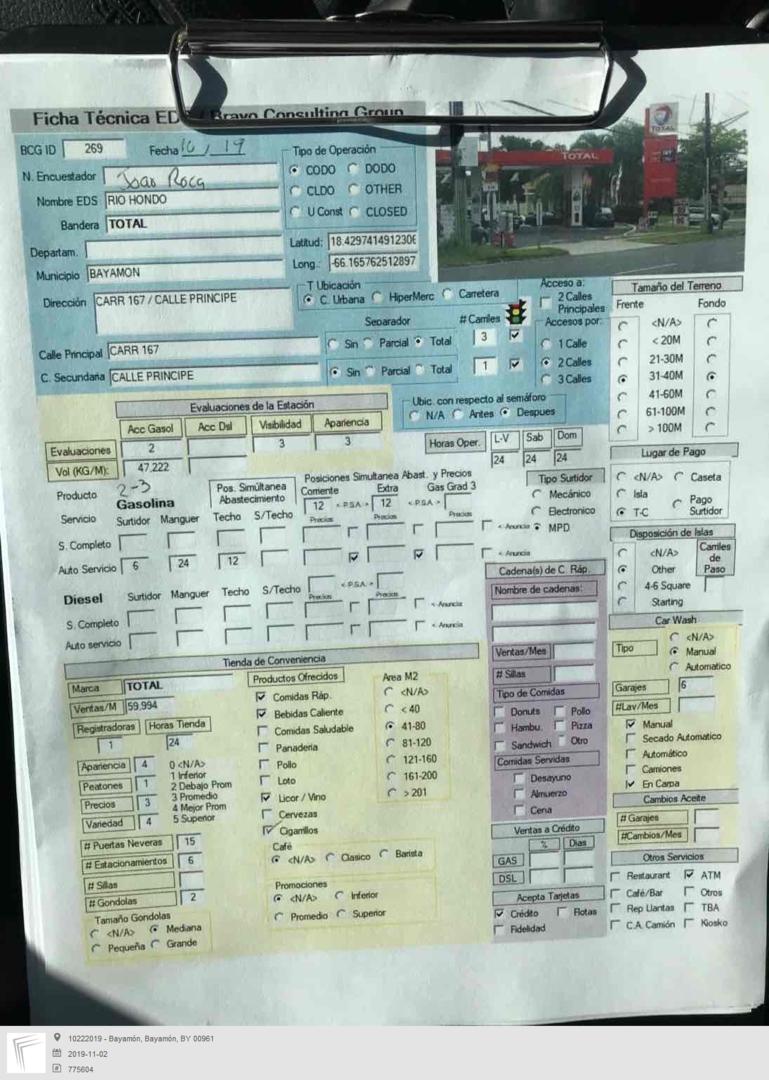 Ficha Técnica ED Bravo Consulting Group
BCG ID 269 Fecha 10 / 19
N. Encuestador Joao Roca
Nombre EDS RIO HONDO
Bandera TOTAL
Departam.
Municipio BAYAMON
Dirección CARR 167 / CALLE PRINCIPE
Calle Principal CARR 167
C. Secundaria CALLE PRINCIPE
Tipo de Operación
CODO DODO
CLDO OTHER
U Const CLOSED
Latitud: 18.4297414912306
Long.: -66.165762512897
TOTAL
TOTAL
T Ubicación
C. Urbana HiperMerc Carretera
Separador # Carriles
Sin Parcial Total 3
Sin Parcial Total 1
Acceso a:
2 Calles Principales
Accesos por:
1 Calle
2 Calles
3 Calles
Ubic. con respecto al semáforo
N/A Antes Despues
Tamaño del Terreno
Frente Fondo
<N/A>
< 20M
21-30M
31-40M
41-60M
61-100M
> 100M
Evaluaciones de la Estación
Acc Gasol Acc Dsl Visibilidad Apariencia
Evaluaciones 2 3 3
Vol (KG/M): 47,222
2-3
Horas Oper. L-V Sab Dom
24 24 24
Lugar de Pago
<N/A> Caseta
Isla Pago Surtidor
T-C
Producto Gasolina Pos. Simúltanea Abastecimiento
Posiciones Simultanea Abast. y Precios
Corriente Extra Gas Grad 3
12 < P.S.A. > 12 < P.S.A. >
Servicio Surtidor Manguer Techo S/Techo Precios Precios Precios
S. Completo < Anuncia
Auto Servicio 6 24 12 < Anuncia
Tipo Surtidor
Mecánico
Electronico
MPD
Diesel Surtidor Manguer Techo S/Techo < P.S.A. >
Precios Precios
S. Completo < Anuncia
Auto servicio < Anuncia
Disposición de Islas
<N/A> Carriles de Paso
Other
4-6 Square
Starting
Cadena(s) de C. Ráp.
Nombre de cadenas:
Ventas/Mes
# Sillas
Tipo de Comidas
Donuts Pollo
Hambu. Pizza
Sandwich Otro
Comidas Servidas
Desayuno
Almuerzo
Cena
Ventas a Crédito
% Dias
GAS
DSL
Acepta Tarjetas
Crédito Flotas
Fidelidad
Car Wash
Tipo <N/A>
Manual
Automatico
Garajes 6
#Lav/Mes
Manual
Secado Automatico
Automático
Camiones
En Carpa
Cambios Aceite
# Garajes
#Cambios/Mes
Otros Servicios
Restaurant ATM
Café/Bar Otros
Rep Llantas TBA
C.A. Camión Kiosko
Tienda de Conveniencia
Marca TOTAL
Ventas/M 59,994
Registradoras Horas Tienda
1 24
Apariencia 4 0 <N/A>
Peatones 1 1 Inferior
2 Debajo Prom
Precios 3 3 Promedio
4 Mejor Prom
Variedad 4 5 Superior
# Puertas Neveras 15
# Estacionamientos 6
# Sillas
# Gondolas 2
Tamaño Gondolas
<N/A> Mediana
Pequeña Grande
Productos Ofrecidos
Comidas Ráp.
Bebidas Caliente
Comidas Saludable
Panaderia
Pollo
Loto
Licor / Vino
Cervezas
Cigarrillos
Area M2
<N/A>
< 40
41-80
81-120
121-160
161-200
> 201
Café
<N/A> Clasico Barista
Promociones
<N/A> Inferior
Promedio Superior
10222019 - Bayamón, Bayamón, BY 00961
2019-11-02
775604